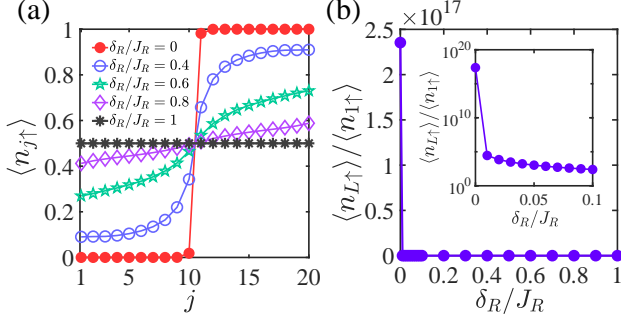 (a)
⟨n_{j↑}⟩
1
0.8
0.6
0.4
0.2
0
δ_R/J_R = 0
δ_R/J_R = 0.4
δ_R/J_R = 0.6
δ_R/J_R = 0.8
δ_R/J_R = 1
1 5 10 15 20
j
(b)
×10^{17}
⟨n_{L↑}⟩/⟨n_{1↑}⟩
2.5
2
1.5
1
0.5
0
0 0.2 0.4 0.6 0.8 1
δ_R/J_R
⟨n_{L↑}⟩/⟨n_{1↑}⟩
10^{20}
10^{10}
10^{0}
0 0.05 0.1
δ_R/J_R